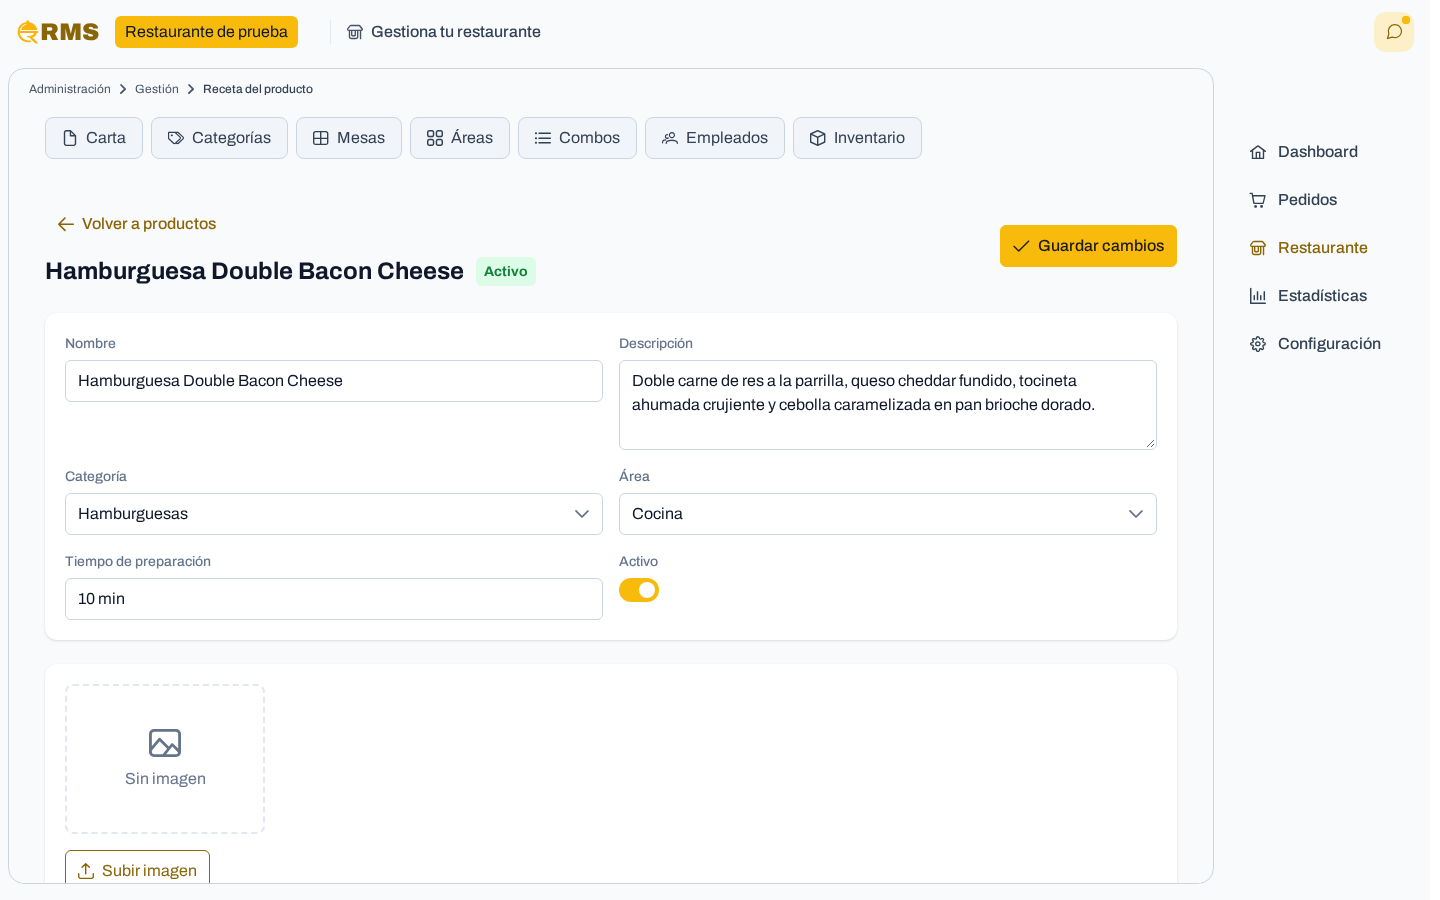 RMS
Restaurante de prueba
Gestiona tu restaurante
Administración
Gestión
Receta del producto
Carta
Categorías
Mesas
Áreas
Combos
Empleados
Inventario
Dashboard
Pedidos
Restaurante
Estadísticas
Configuración
Volver a productos
Guardar cambios
Hamburguesa Double Bacon Cheese
Activo
Nombre
Hamburguesa Double Bacon Cheese
Descripción
Doble carne de res a la parrilla, queso cheddar fundido, tocineta
ahumada crujiente y cebolla caramelizada en pan brioche dorado.
Categoría
Hamburguesas
Área
Cocina
Tiempo de preparación
10 min
Activo
Sin imagen
Subir imagen